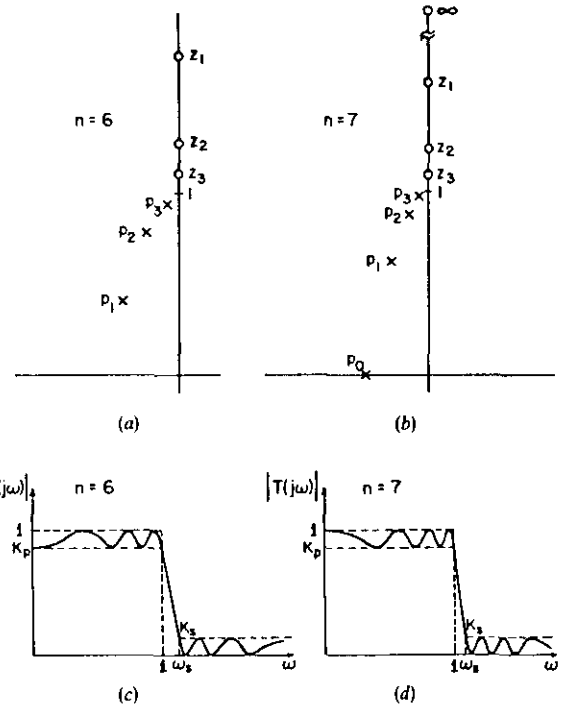 ∞
z₁
z₁
n = 6
n = 7
z₂
z₂
z₃
z₃
p₃
1
p₃
1
p₂
p₂
p₁
p₁
p₀
(a)
(b)
(jω)|
n = 6
|T(jω)|
n = 7
1
1
Kₚ
Kₚ
Kₛ
Kₛ
1 ωₛ
ω
1 ωₛ
ω
(c)
(d)